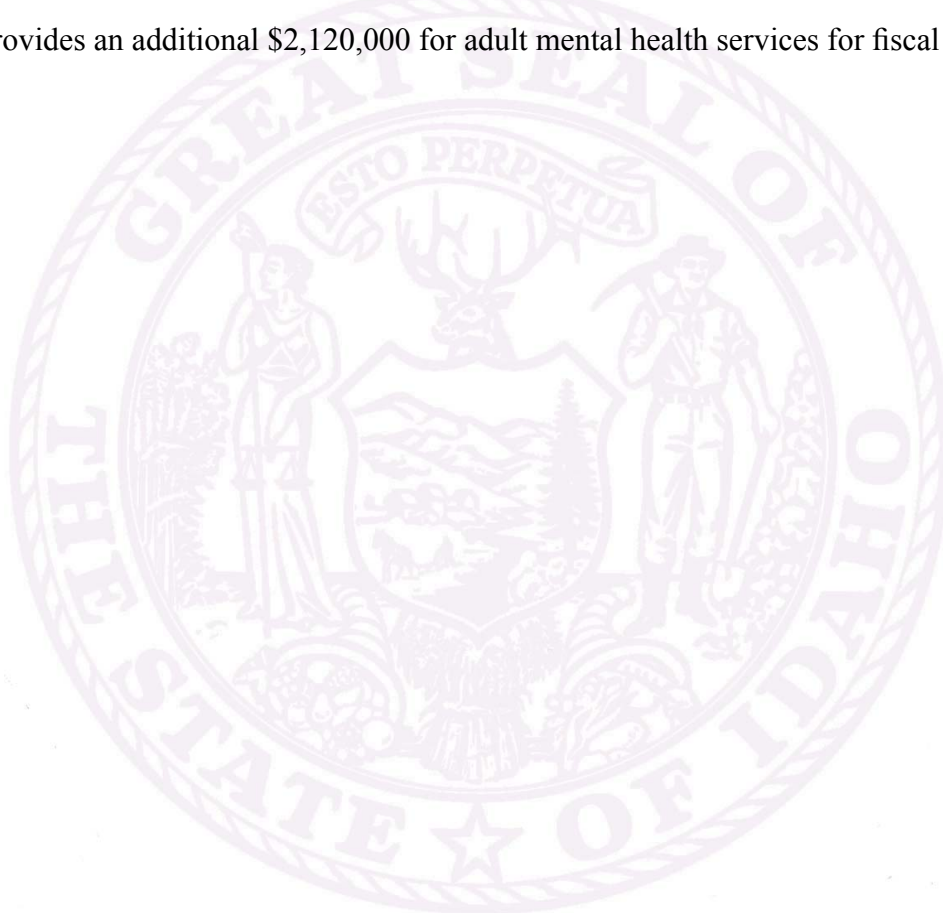 rovides an additional $2,120,000 for adult mental health services for fiscal
GREAT SEAL OF
ESTO PERPETUA
THE STATE OF IDAHO